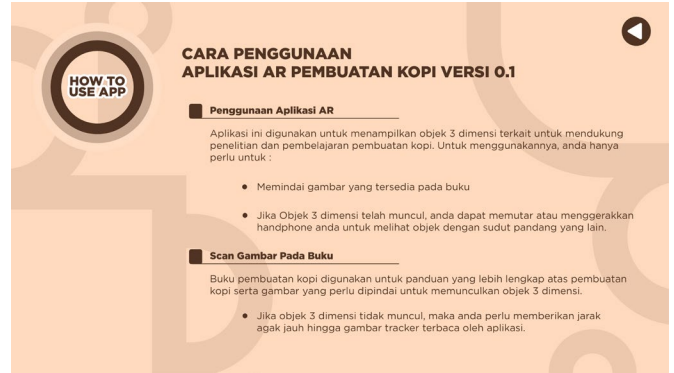 HOW TO
USE APP
CARA PENGGUNAAN
APLIKASI AR PEMBUATAN KOPI VERSI 0.1
Penggunaan Aplikasi AR
Aplikasi ini digunakan untuk menampilkan objek 3 dimensi terkait untuk mendukung
penelitian dan pembelajaran pembuatan kopi. Untuk menggunakannya, anda hanya
perlu untuk :
• Memindai gambar yang tersedia pada buku
• Jika Objek 3 dimensi telah muncul, anda dapat memutar atau menggerakkan
handphone anda untuk melihat objek dengan sudut pandang yang lain.
Scan Gambar Pada Buku
Buku pembuatan kopi digunakan untuk panduan yang lebih lengkap atas pembuatan
kopi serta gambar yang perlu dipindai untuk memunculkan objek 3 dimensi.
• Jika objek 3 dimensi tidak muncul, maka anda perlu memberikan jarak
agak jauh hingga gambar tracker terbaca oleh aplikasi.